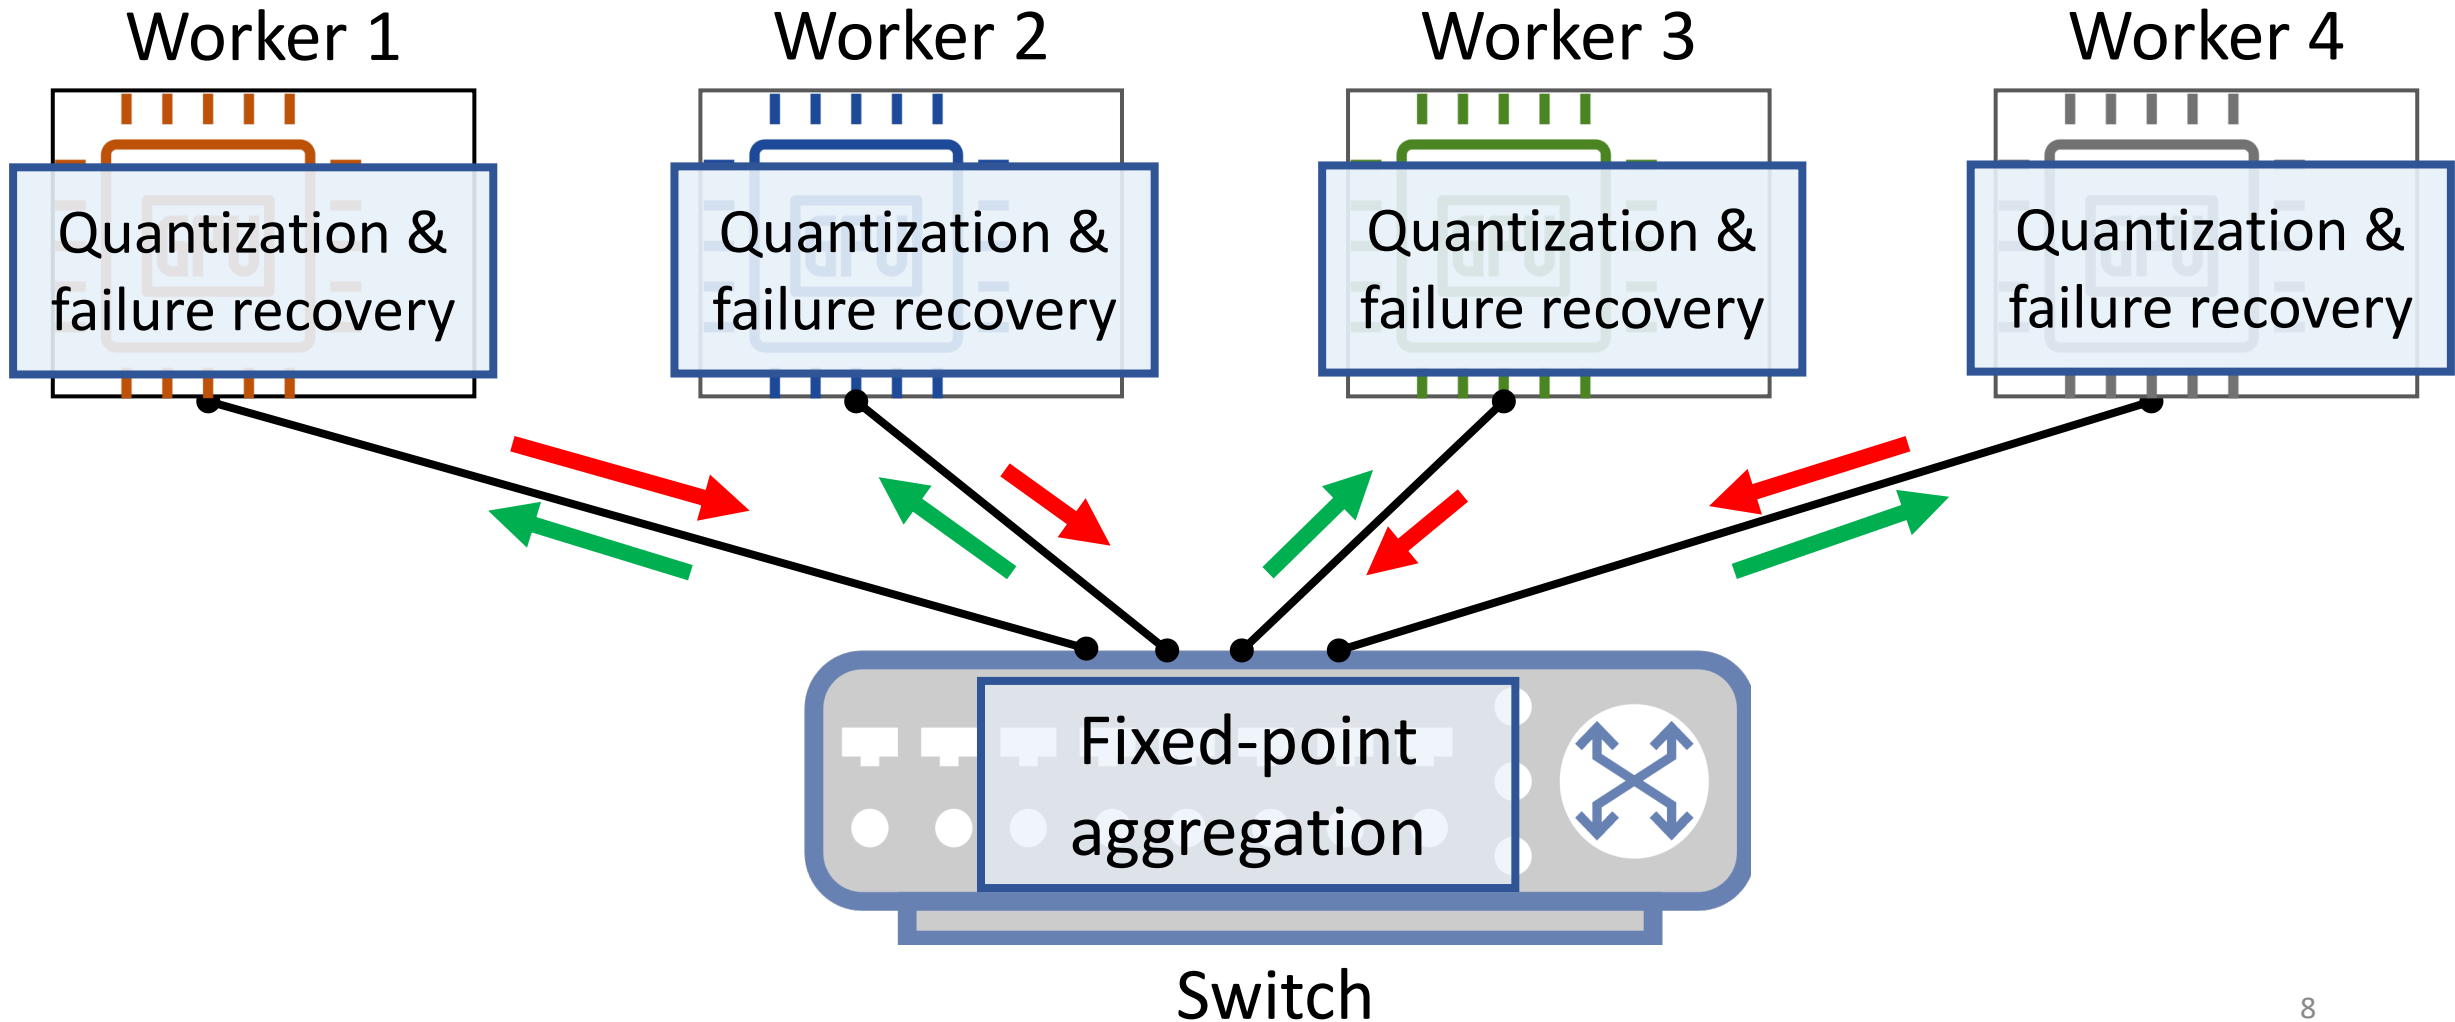 Worker 1
Worker 2
Worker 3
Worker 4
Quantization &
failure recovery
Quantization &
failure recovery
Quantization &
failure recovery
Quantization &
failure recovery
Fixed-point
aggregation
Switch
8